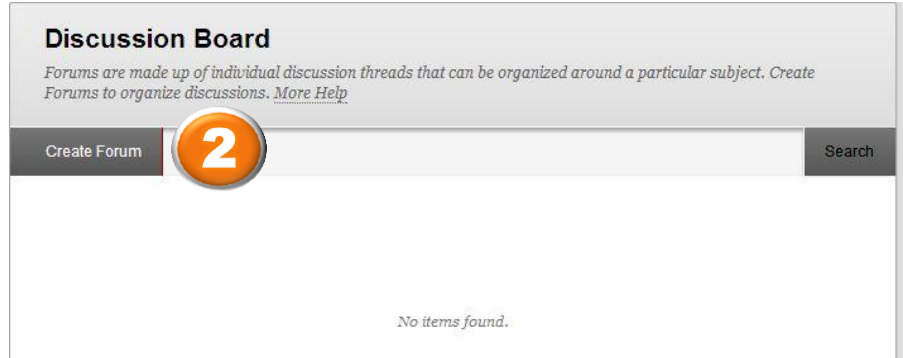 Discussion Board
Forums are made up of individual discussion threads that can be organized around a particular subject. Create
Forums to organize discussions. More Help
Create Forum
2
Search
No items found.